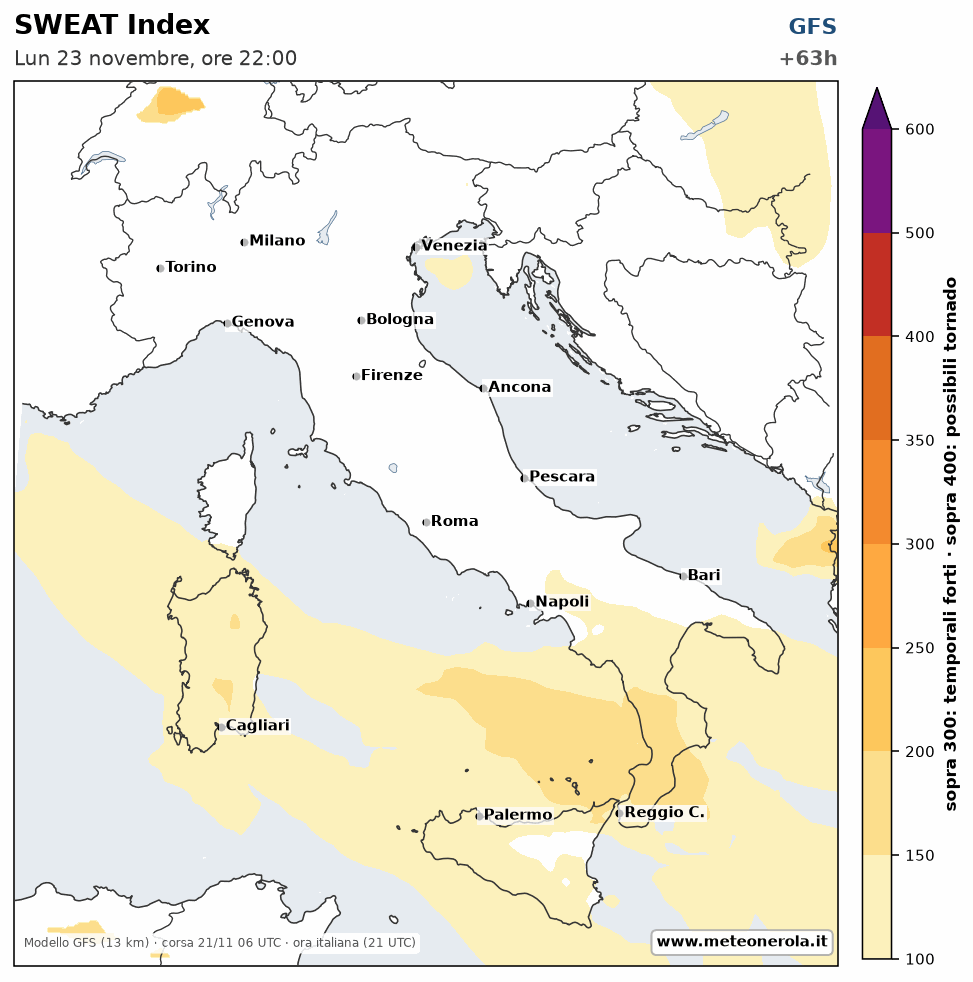 SWEAT Index
GFS
Lun 23 novembre, ore 22:00
+63h
Milano
Venezia
Torino
Genova
Bologna
Firenze
Ancona
Pescara
Roma
Bari
Napoli
Cagliari
Palermo
Reggio C.
600
500
400
350
300
250
200
150
100
sopra 300: temporali forti · sopra 400: possibili tornado
Modello GFS (13 km) · corsa 21/11 06 UTC · ora italiana (21 UTC)
www.meteonerola.it